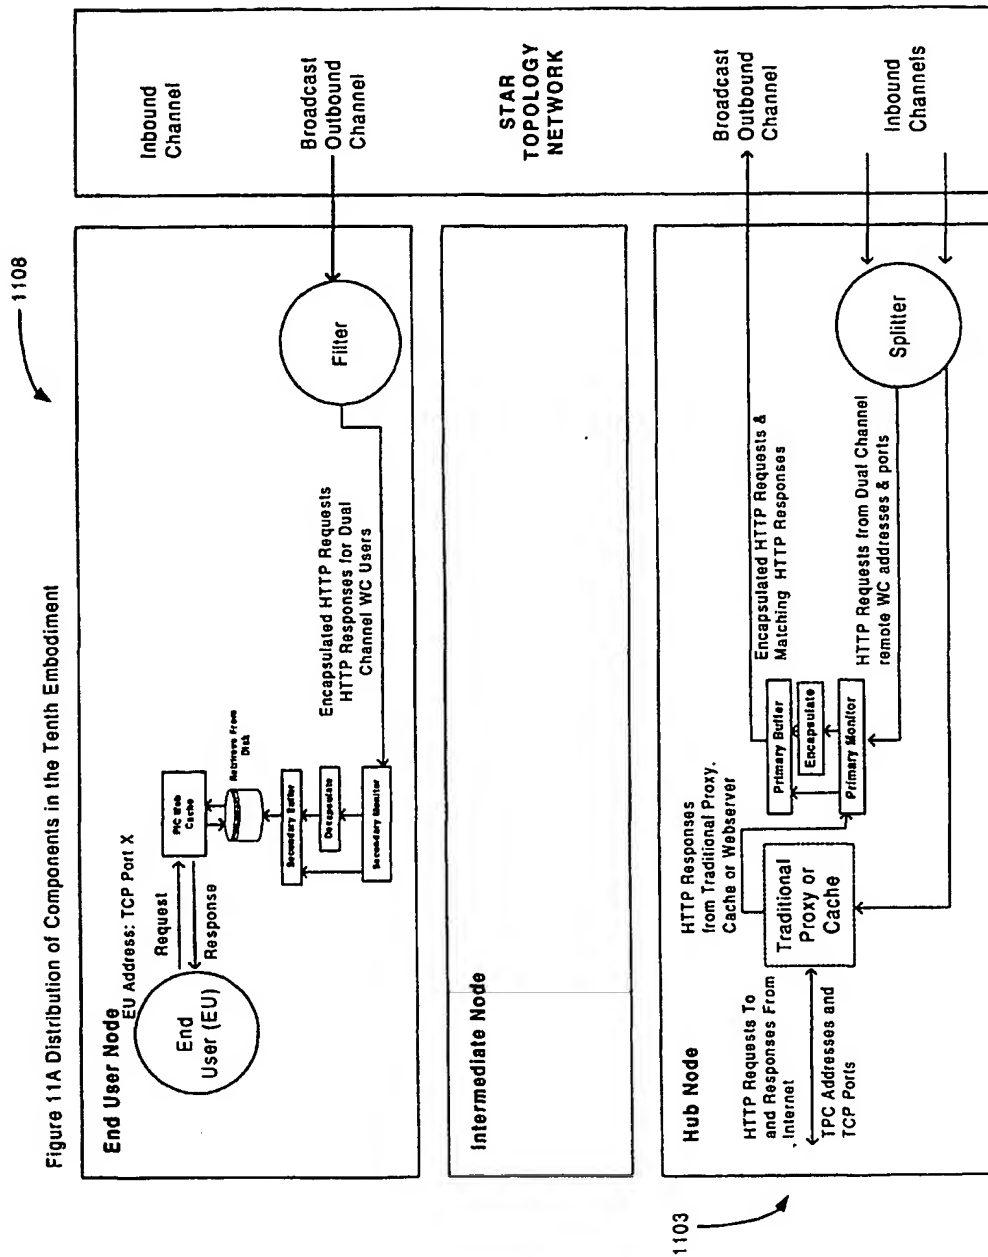 Figure 11A Distribution of Components in the Tenth Embodiment
1108
End User Node
End
User (EU)
EU Address: TCP Port X
Request
Response
PIC Web
Cache
Retrieve From
Disk
Secondary Buffer
Decapsulate
Secondary Monitor
Encapsulated HTTP Requests
HTTP Responses for Dual
Channel WC Users
Filter
Inbound
Channel
Broadcast
Outbound
Channel
Intermediate Node
STAR
TOPOLOGY
NETWORK
1103
Hub Node
HTTP Requests To
and Responses From
Internet
TPC Addresses and
TCP Ports
HTTP Responses
from Traditional Proxy,
Cache or Webserver
Traditional
Proxy or
Cache
Primary Buffer
Encapsulate
Primary Monitor
Encapsulated HTTP Requests &
Matching HTTP Responses
HTTP Requests from Dual Channel
remote WC addresses & ports
Splitter
Broadcast
Outbound
Channel
Inbound
Channels